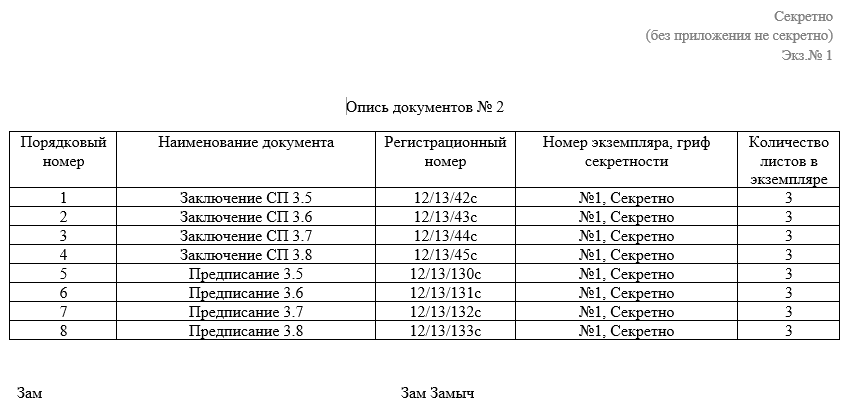 Секретно
(без приложения не секретно)
Экз.№ 1
Опись документов № 2
Порядковый номер Наименование документа Регистрационный номер Номер экземпляра, гриф секретности Количество листов в экземпляре
1 Заключение СП 3.5 12/13/42с №1, Секретно 3
2 Заключение СП 3.6 12/13/43с №1, Секретно 3
3 Заключение СП 3.7 12/13/44с №1, Секретно 3
4 Заключение СП 3.8 12/13/45с №1, Секретно 3
5 Предписание 3.5 12/13/130с №1, Секретно 3
6 Предписание 3.6 12/13/131с №1, Секретно 3
7 Предписание 3.7 12/13/132с №1, Секретно 3
8 Предписание 3.8 12/13/133с №1, Секретно 3
Зам Зам Замыч